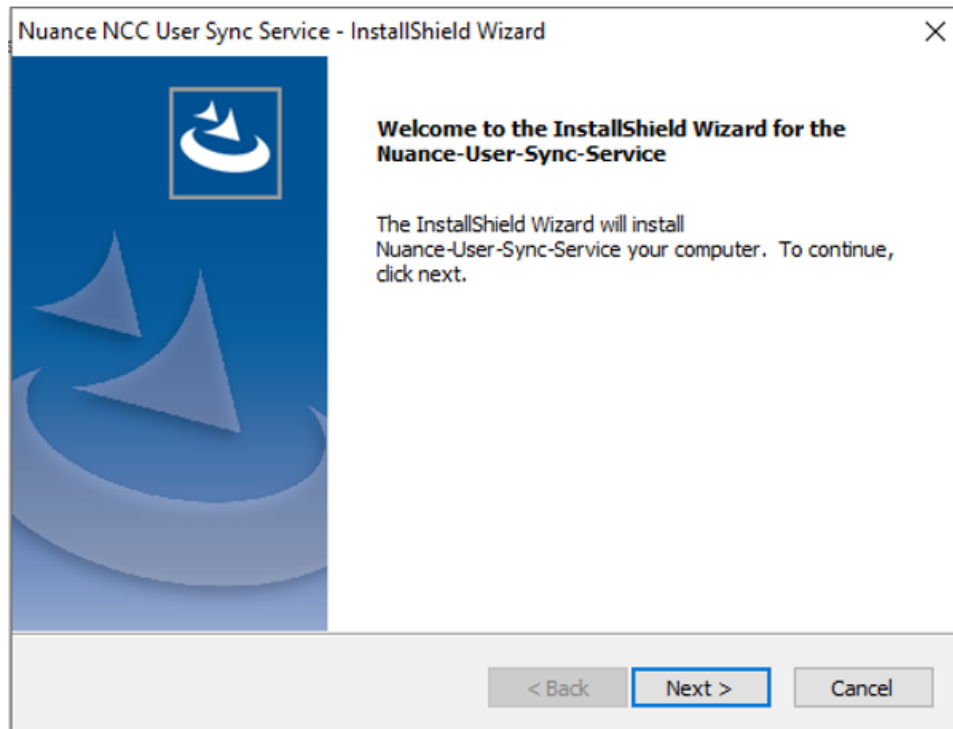 Nuance NCC User Sync Service - InstallShield Wizard
Welcome to the InstallShield Wizard for the
Nuance-User-Sync-Service
The InstallShield Wizard will install
Nuance-User-Sync-Service your computer.  To continue,
click next.
< Back
Next >
Cancel